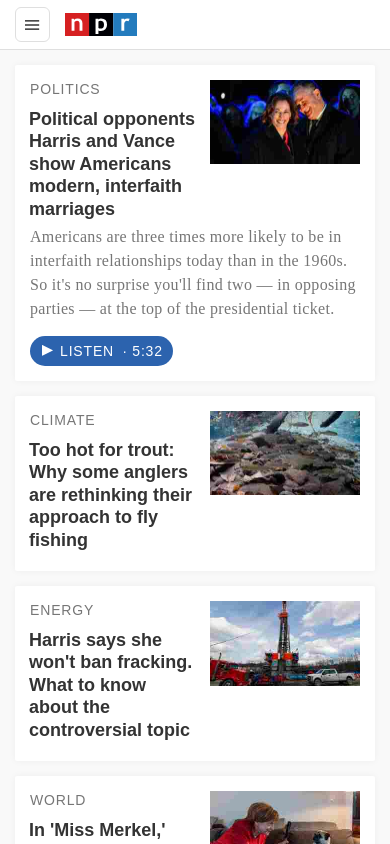 npr
POLITICS
Political opponents
Harris and Vance
show Americans
modern, interfaith
marriages
Americans are three times more likely to be in
interfaith relationships today than in the 1960s.
So it's no surprise you'll find two — in opposing
parties — at the top of the presidential ticket.
LISTEN · 5:32
CLIMATE
Too hot for trout:
Why some anglers
are rethinking their
approach to fly
fishing
ENERGY
Harris says she
won't ban fracking.
What to know
about the
controversial topic
WORLD
In 'Miss Merkel,'